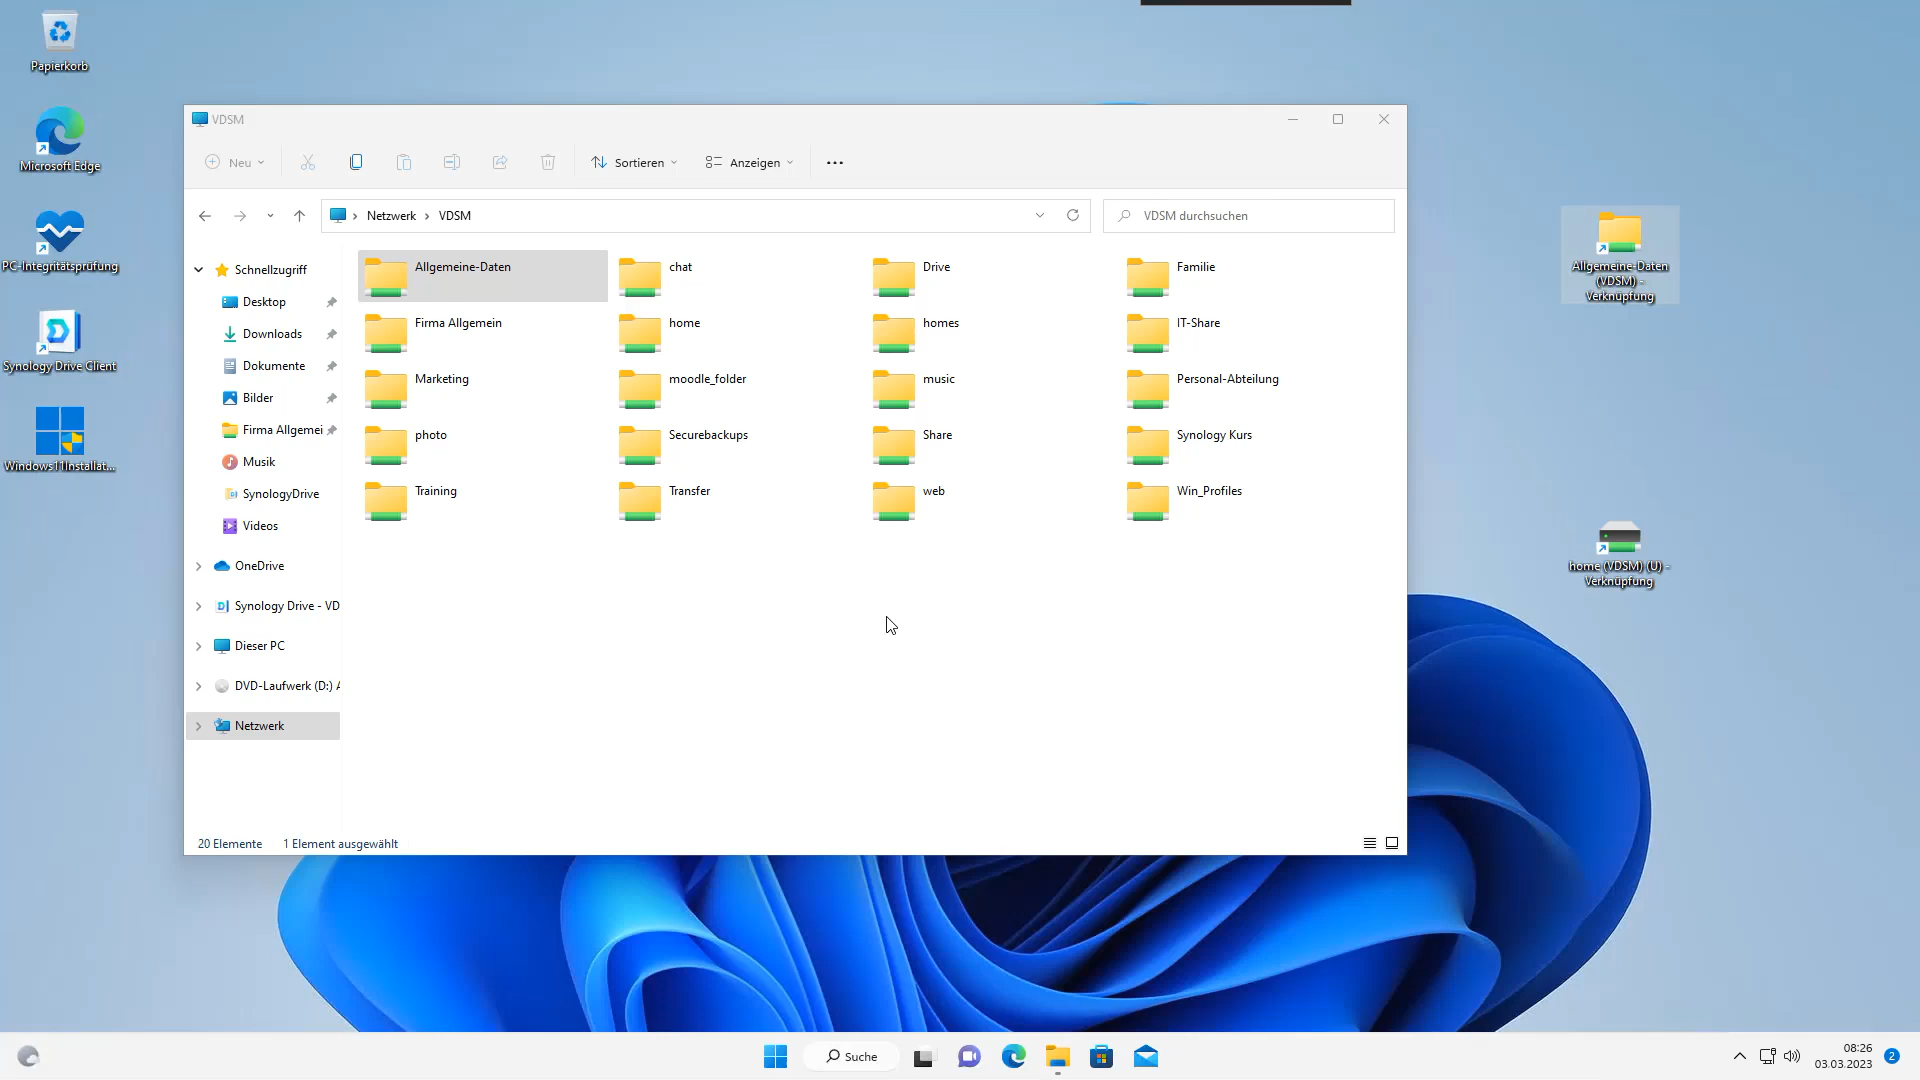 Papierkorb
Microsoft Edge
PC-Integritätsprüfung
Synology Drive Client
Windows11Installat...
VDSM
Neu
Sortieren
Anzeigen
Netzwerk
VDSM
VDSM durchsuchen
Schnellzugriff
Desktop
Downloads
Dokumente
Bilder
Firma Allgemei
Musik
SynologyDrive
Videos
OneDrive
Synology Drive - VD
Dieser PC
DVD-Laufwerk (D:) A
Netzwerk
Allgemeine-Daten
chat
Drive
Familie
Firma Allgemein
home
homes
IT-Share
Marketing
moodle_folder
music
Personal-Abteilung
photo
Securebackups
Share
Synology Kurs
Training
Transfer
web
Win_Profiles
20 Elemente
1 Element ausgewählt
Allgemeine-Daten
(VDSM) -
Verknüpfung
home (VDSM) (U) -
Verknüpfung
Suche
08:26
03.03.2023
2